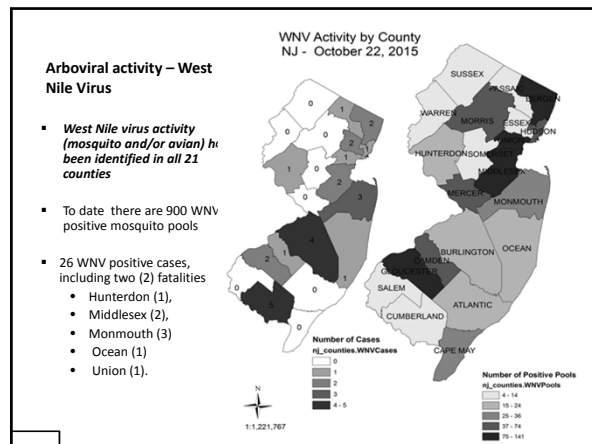 WNV Activity by County
NJ - October 22, 2015
Arboviral activity – West
Nile Virus
▪ West Nile virus activity
(mosquito and/or avian) h
been identified in all 21
counties
▪ To date there are 900 WNV
positive mosquito pools
▪ 26 WNV positive cases,
including two (2) fatalities
• Hunterdon (1),
• Middlesex (2),
• Monmouth (3)
• Ocean (1)
• Union (1).
0
1
2
0
0
0
2
1
1
2
0
3
4
2
1
1
0
5
0
0
0
SUSSEX
PASSAIC
BERGEN
WARREN
MORRIS
ESSEX
HUDSON
UNION
HUNTERDON
SOMERSET
MIDDLESEX
MERCER
MONMOUTH
OCEAN
BURLINGTON
CAMDEN
GLOUCESTER
SALEM
ATLANTIC
CUMBERLAND
CAPE MAY
Number of Cases
nj_counties.WNVCases
0
1
2
3
4 - 5
N
1:1,221,767
Number of Positive Pools
nj_counties.WNVPools
4 - 14
15 - 24
25 - 36
37 - 74
75 - 141